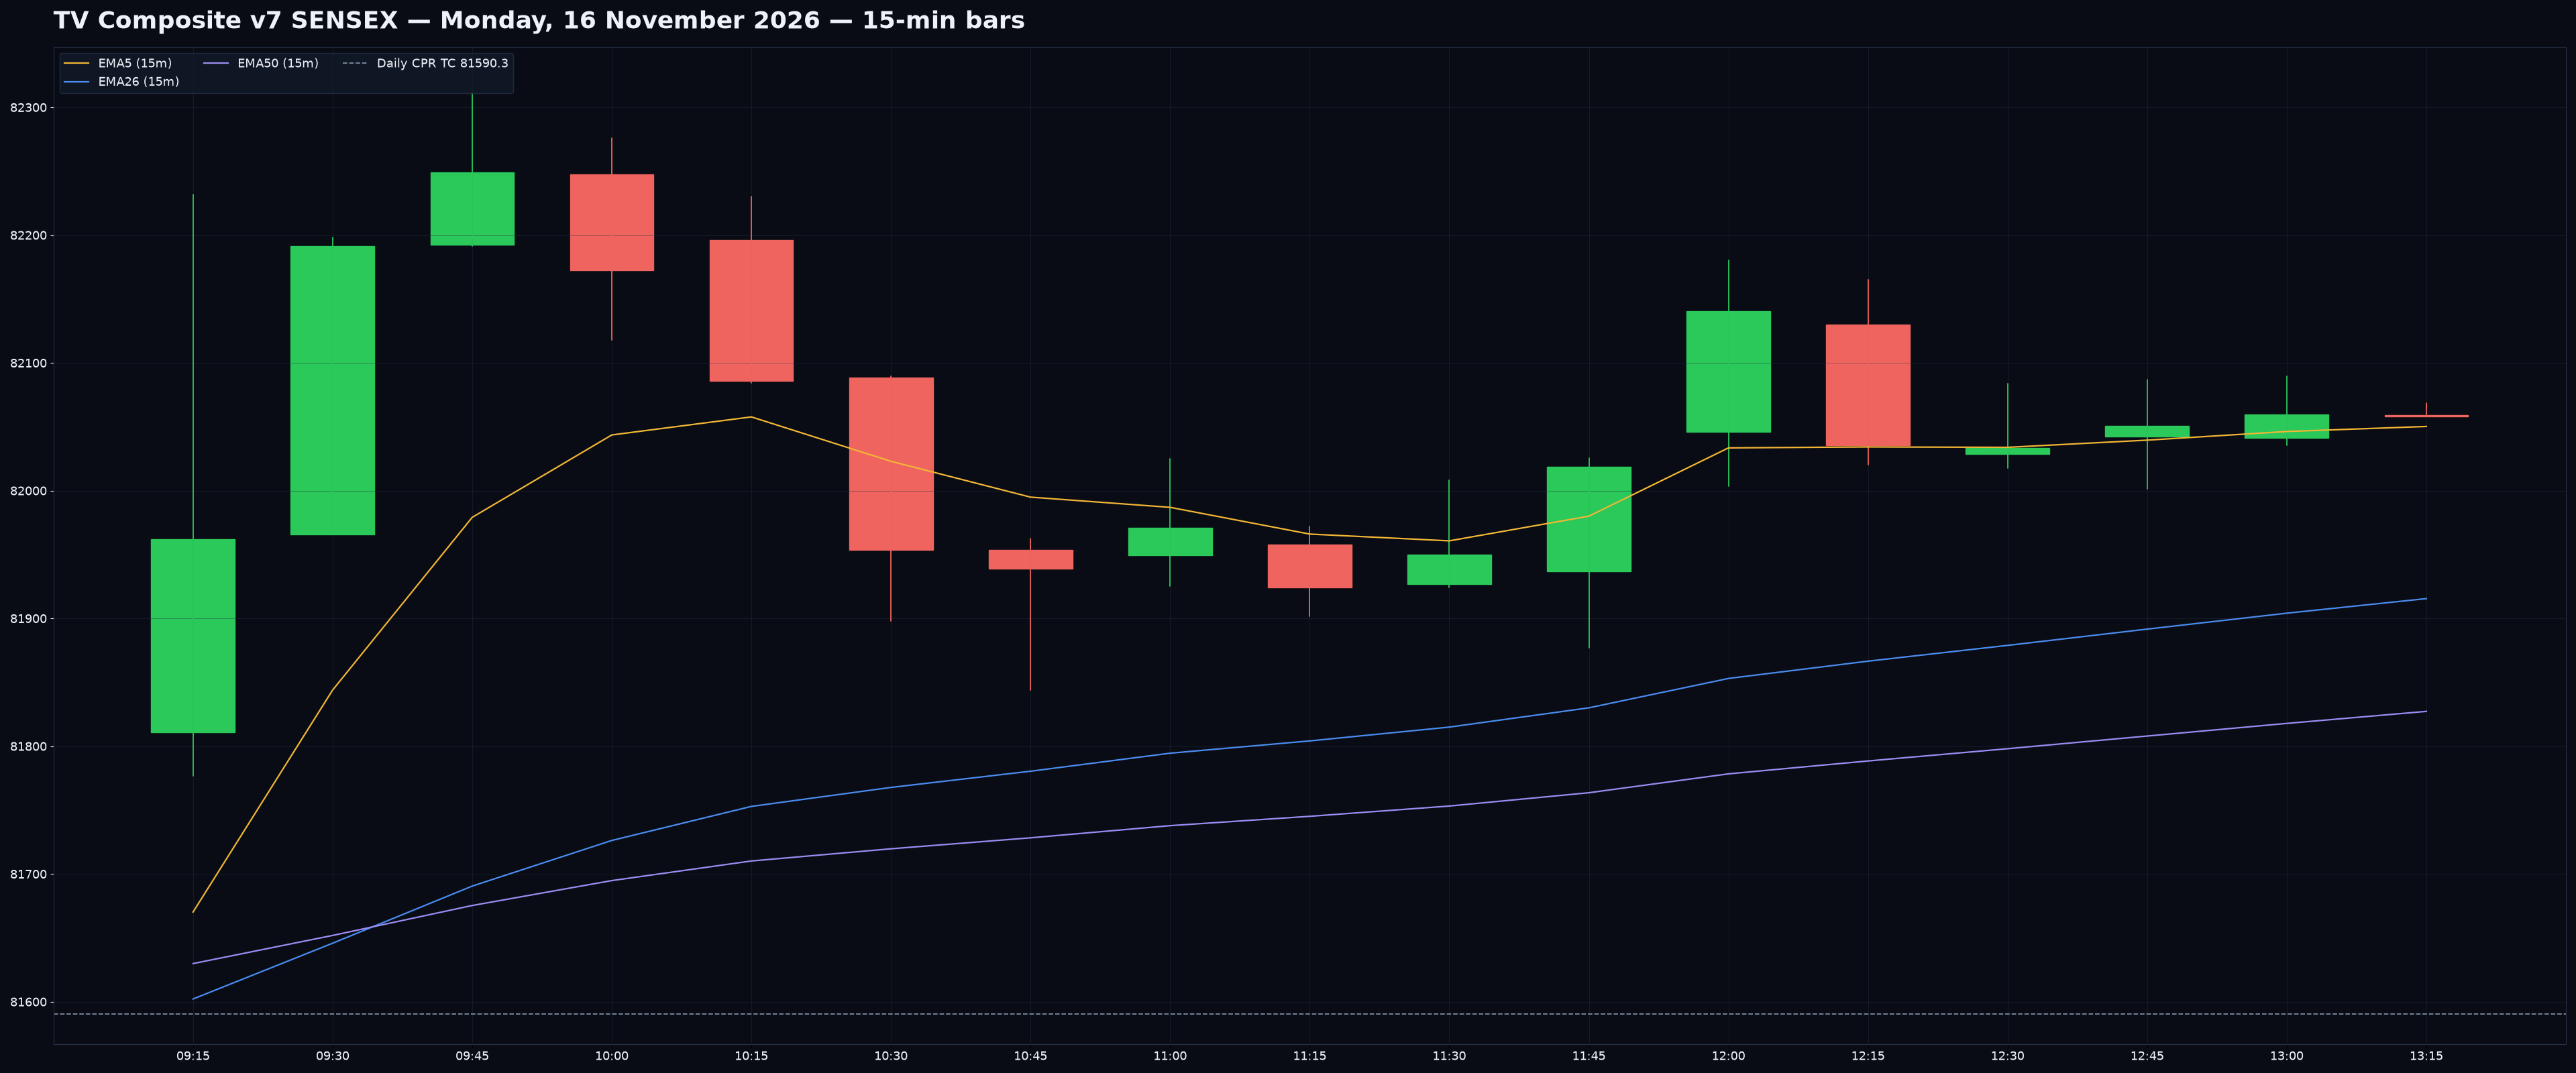 TV Composite v7 SENSEX — Monday, 16 November 2026 — 15-min bars
EMA5 (15m) EMA50 (15m) Daily CPR TC 81590.3
EMA26 (15m)
82300
82200
82100
82000
81900
81800
81700
81600
09:15 09:30 09:45 10:00 10:15 10:30 10:45 11:00 11:15 11:30 11:45 12:00 12:15 12:30 12:45 13:00 13:15